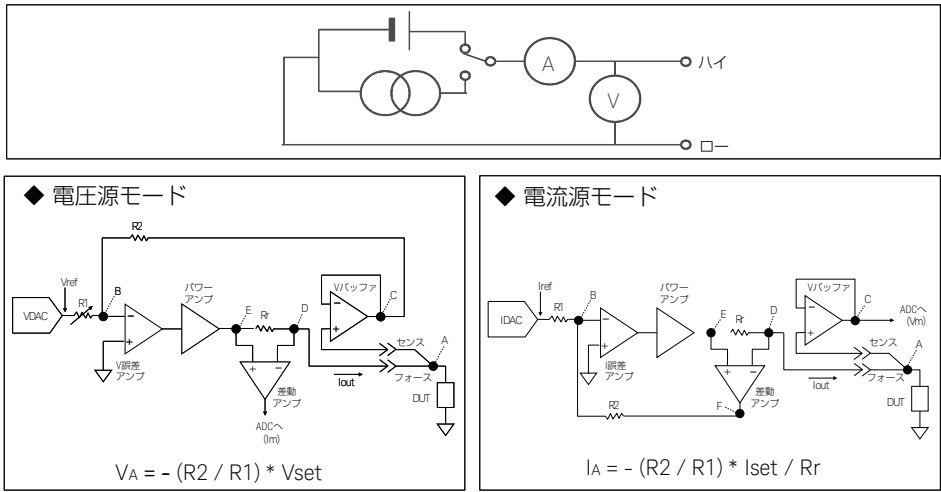 A
V
ハイ
ロー
◆ 電圧源モード
R2
Vref
R1
B
VDAC
V誤差
アンプ
パワー
アンプ
E
Rr
D
Vバッファ
C
センス
A
フォース
Iout
差動
アンプ
ADCへ
(Im)
DUT
VA = - (R2 / R1) * Vset
◆ 電流源モード
Iref
R1
B
IDAC
I誤差
アンプ
パワー
アンプ
E
Rr
D
Vバッファ
C
ADCへ
(Vm)
センス
A
フォース
Iout
差動
アンプ
F
R2
DUT
IA = - (R2 / R1) * Iset / Rr